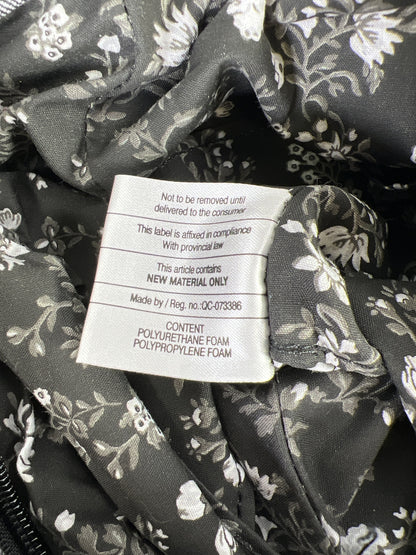 Not to be removed until
delivered to the consumer
This label is affixed in compliance
With provincial law
This article contains
NEW MATERIAL ONLY
Made by / Reg. no.:QC-073386
CONTENT
POLYURETHANE FOAM
POLYPROPYLENE FOAM